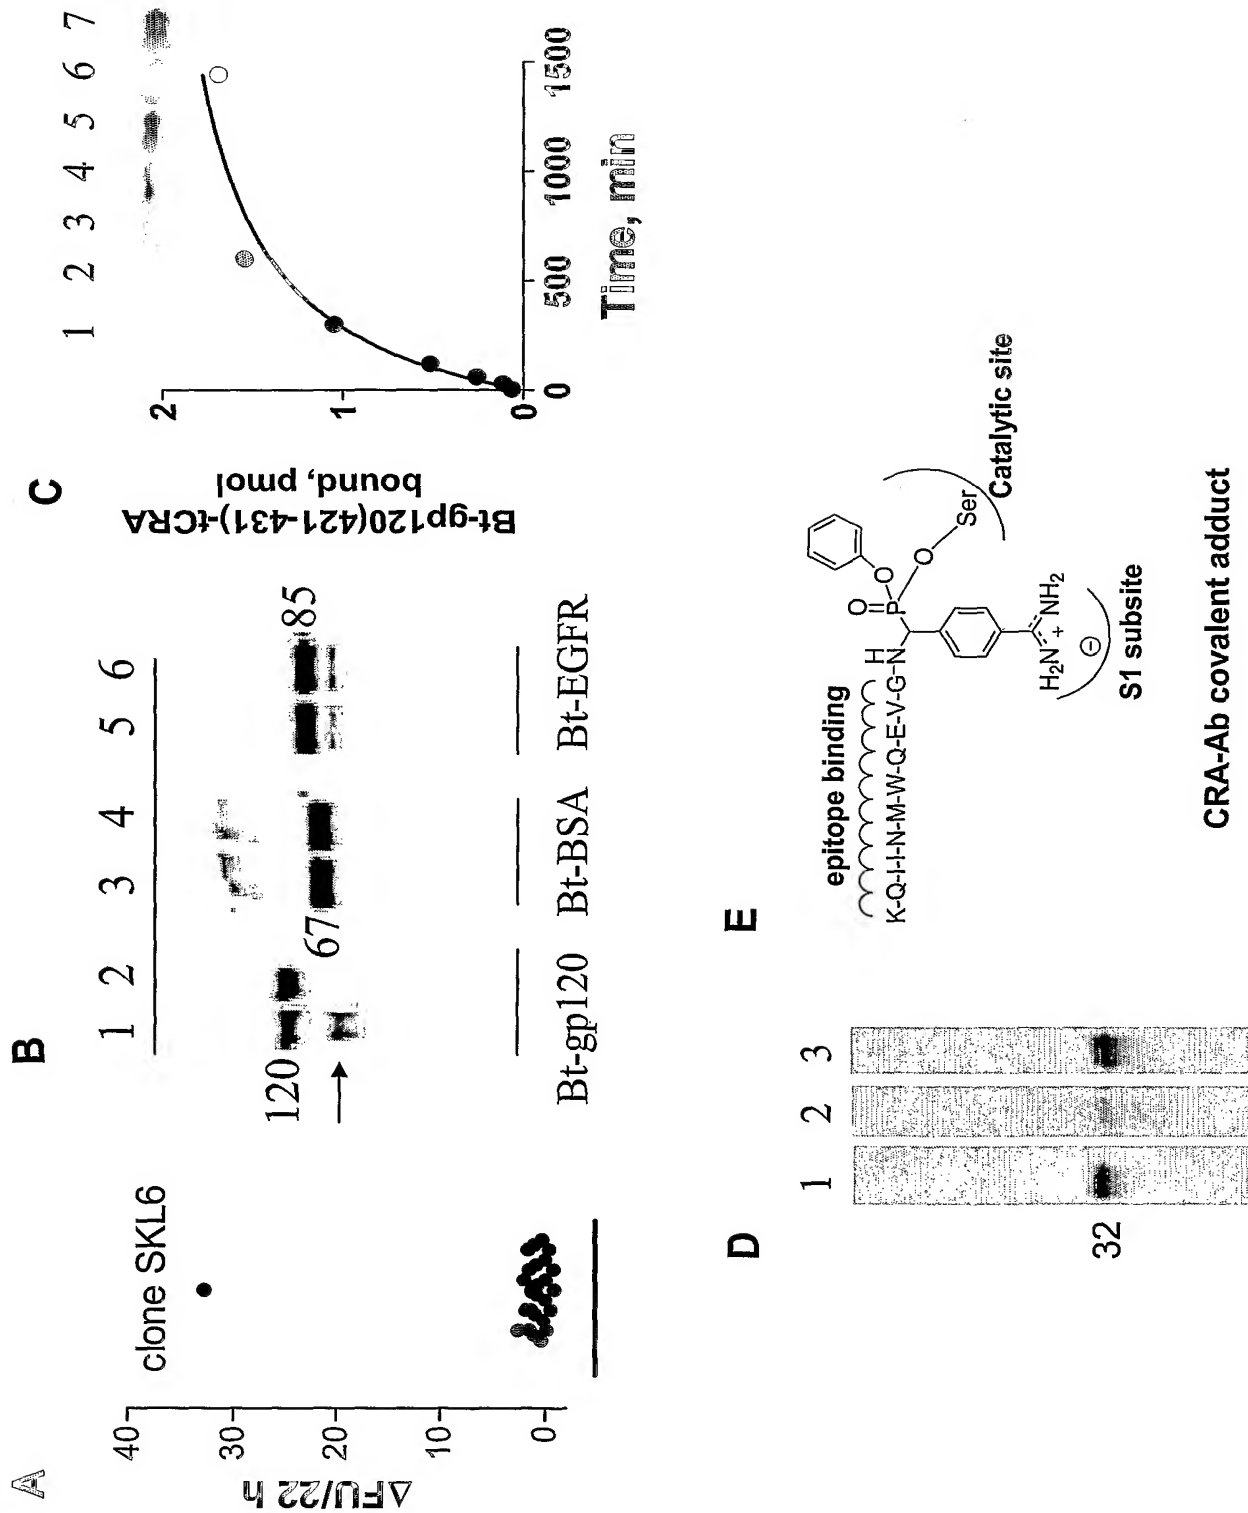 A
40
30
20
10
0
ΔFU/22 h
clone SKL6
B
1 2 3 4 5 6
120
67
85
Bt-gp120 Bt-BSA Bt-EGFR
C
1 2 3 4 5 6 7
2
1
0
Bt-gp120(421-431)-tCRA
bound, pmol
0 500 1000 1500
Time, min
D
1 2 3
32
E
epitope binding
K-Q-I-I-N-M-W-Q-E-V-G-N
H
O
P
O
O
Ser
Catalytic site
H₂N + NH₂
⊖
S1 subsite
CRA-Ab covalent adduct